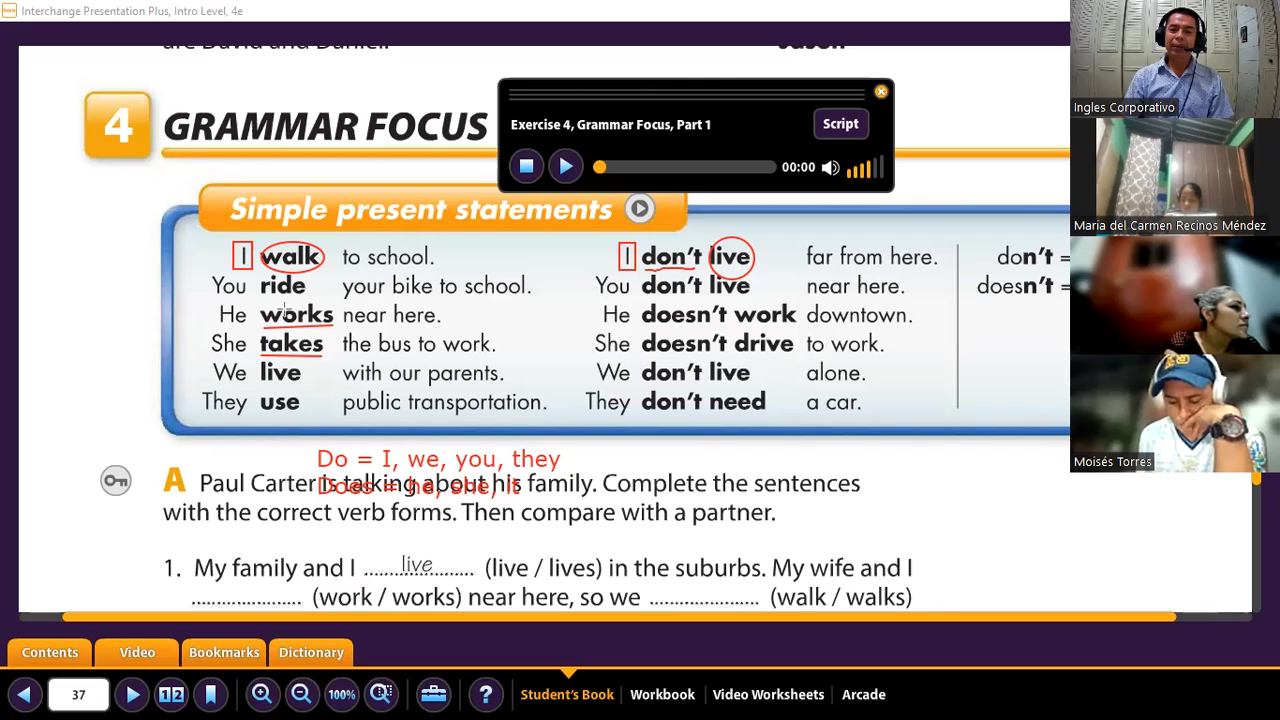 Interchange Presentation Plus, Intro Level, 4e
4 GRAMMAR FOCUS
Exercise 4, Grammar Focus, Part 1
Script
00:00
Simple present statements
I walk to school. I don't live far from here. don't =
You ride your bike to school. You don't live near here. doesn't =
He works near here. He doesn't work downtown.
She takes the bus to work. She doesn't drive to work.
We live with our parents. We don't live alone.
They use public transportation. They don't need a car.
Do = I, we, you, they
Does = he, she, it
A Paul Carter is talking about his family. Complete the sentences
with the correct verb forms. Then compare with a partner.
1. My family and I live (live / lives) in the suburbs. My wife and I
(work / works) near here, so we (walk / walks)
Ingles Corporativo
Maria del Carmen Recinos Méndez
Moisés Torres
Contents Video Bookmarks Dictionary
37 1 2 100% ? Student's Book Workbook Video Worksheets Arcade